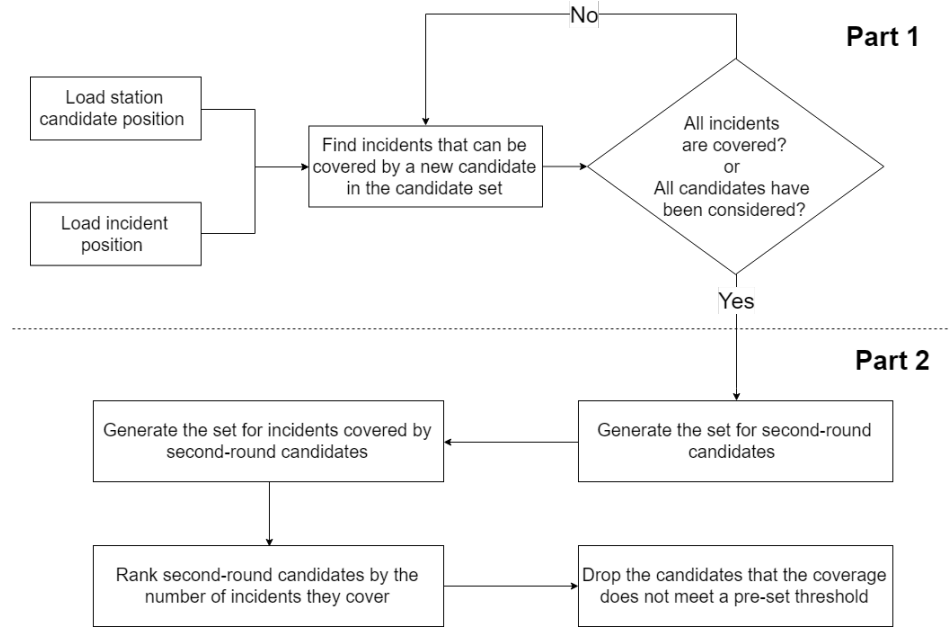 No
Part 1
Load station
candidate position
Find incidents that can be
covered by a new candidate
in the candidate set
All incidents
are covered?
or
All candidates have
been considered?
Load incident
position
Yes
Part 2
Generate the set for incidents covered by
second-round candidates
Generate the set for second-round
candidates
Rank second-round candidates by the
number of incidents they cover
Drop the candidates that the coverage
does not meet a pre-set threshold